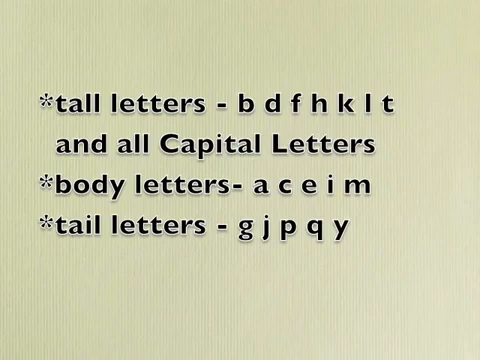 *tall letters - b d f h k l t
and all Capital Letters
*body letters- a c e i m
*tail letters - g j p q y